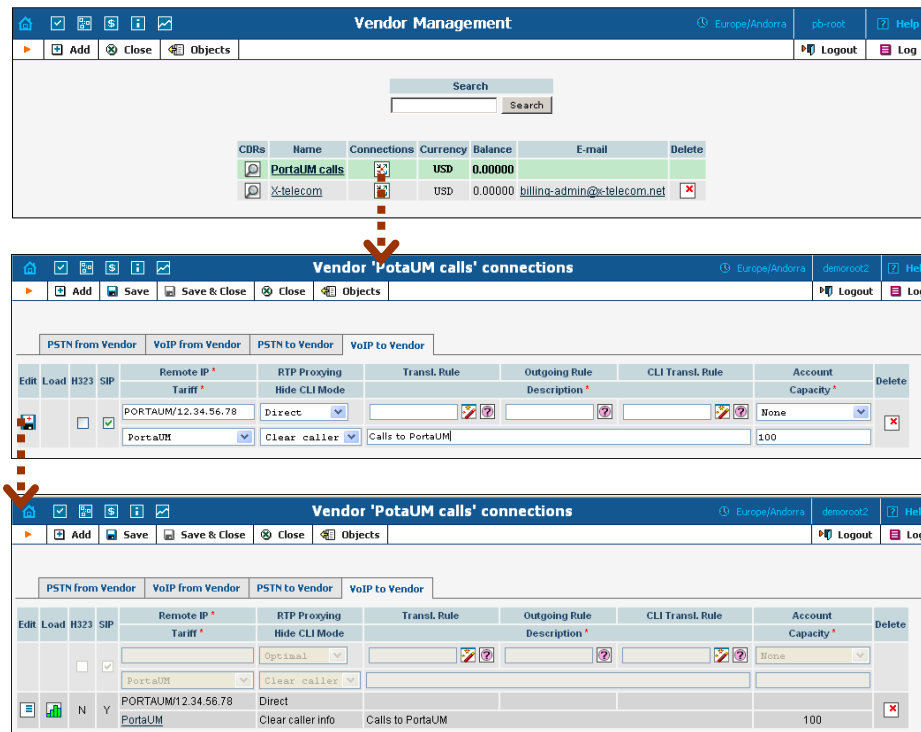 Vendor Management
Europe/Andorra pb-root ? Help
Add Close Objects Logout Log
Search
Search
CDRs Name Connections Currency Balance E-mail Delete
PortaUM calls USD 0.00000
X-telecom USD 0.00000 billing-admin@x-telecom.net
Vendor 'PotaUM calls' connections
Europe/Andorra demoroot2 ? Hel
Add Save Save & Close Close Objects Logout Lo
PSTN from Vendor VoIP from Vendor PSTN to Vendor VoIP to Vendor
Edit Load H323 SIP Remote IP * RTP Proxying Transl. Rule Outgoing Rule CLI Transl. Rule Account Delete
Tariff * Hide CLI Mode Description * Capacity *
PORTAUM/12.34.56.78 Direct None
PortaUM Clear caller Calls to PortaUM 100
Vendor 'PotaUM calls' connections
Europe/Andorra demoroot2 ? Hel
Add Save Save & Close Close Objects Logout Lo
PSTN from Vendor VoIP from Vendor PSTN to Vendor VoIP to Vendor
Edit Load H323 SIP Remote IP * RTP Proxying Transl. Rule Outgoing Rule CLI Transl. Rule Account Delete
Tariff * Hide CLI Mode Description * Capacity *
Optimal None
PortaUM Clear caller
N Y PORTAUM/12.34.56.78 Direct
PortaUM Clear caller info Calls to PortaUM 100